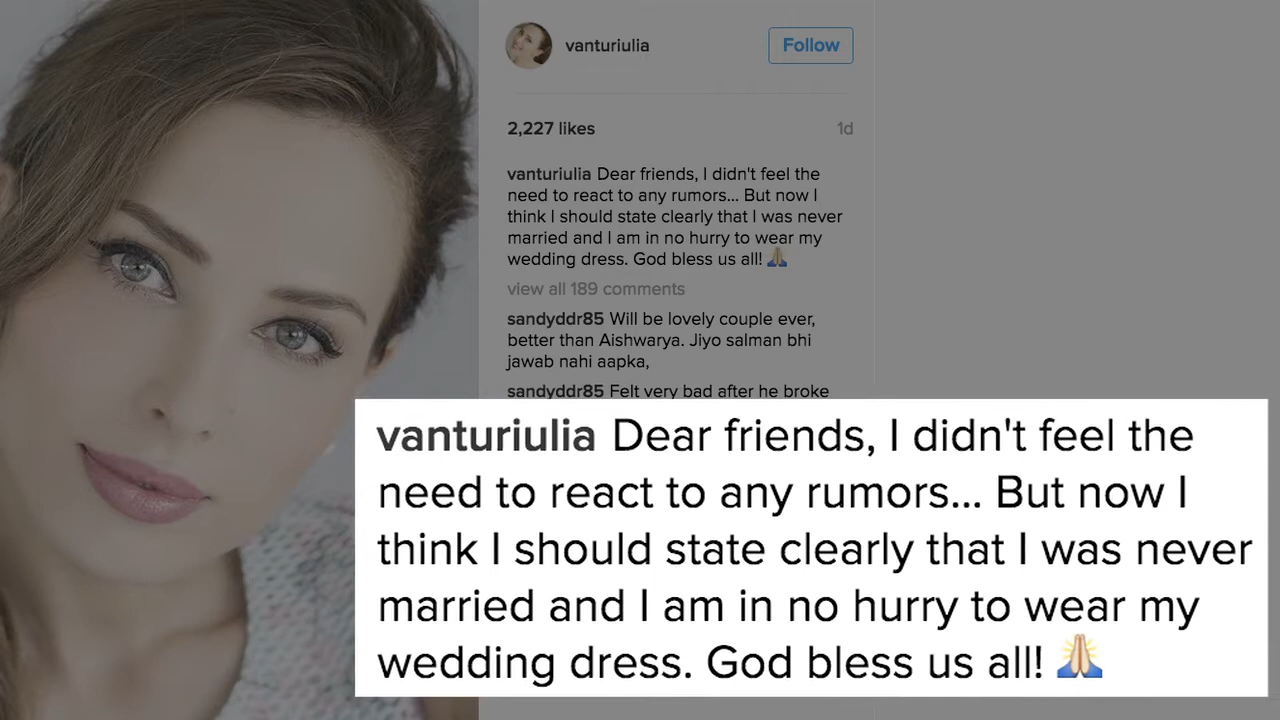 vanturiulia
Follow
2,227 likes
1d
vanturiulia Dear friends, I didn't feel the
need to react to any rumors... But now I
think I should state clearly that I was never
married and I am in no hurry to wear my
wedding dress. God bless us all! 🙏
view all 189 comments
sandyddr85 Will be lovely couple ever,
better than Aishwarya. Jiyo salman bhi
jawab nahi aapka,
sandyddr85 Felt very bad after he broke
vanturiulia Dear friends, I didn't feel the
need to react to any rumors... But now I
think I should state clearly that I was never
married and I am in no hurry to wear my
wedding dress. God bless us all! 🙏